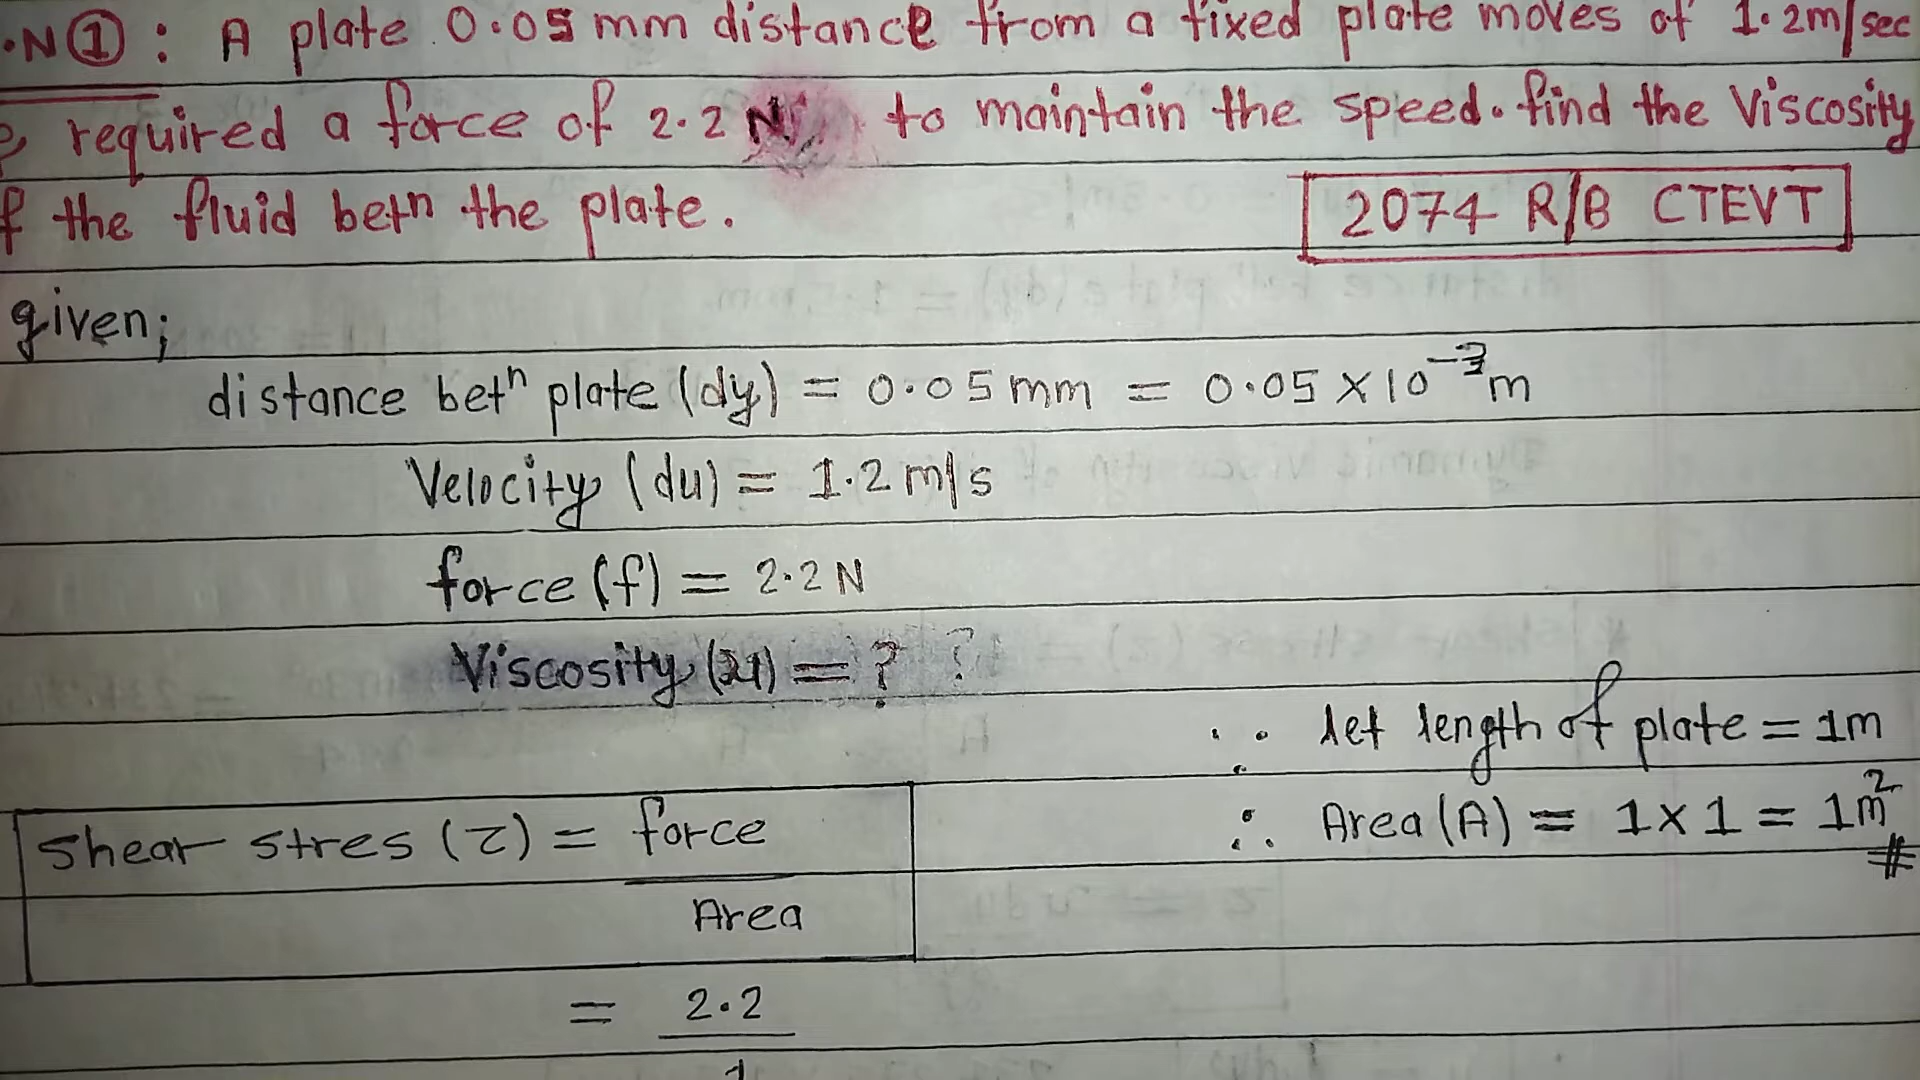 .N①: A plate 0.05 mm distance from a fixed plate moves of 1.2m/sec
& required a force of 2.2 N to maintain the speed. find the Viscosity
f the fluid betn the plate.
2074 R/B CTEVT
given;
distance betn plate (dy) = 0.05 mm = 0.05 × 10⁻³ m
Velocity (du) = 1.2 m/s
force (f) = 2.2 N
Viscosity = ? ?
∴ let length of plate = 1m
∴ Area (A) = 1 × 1 = 1m² #
Shear stres (τ) = force
Area
= 2.2
1